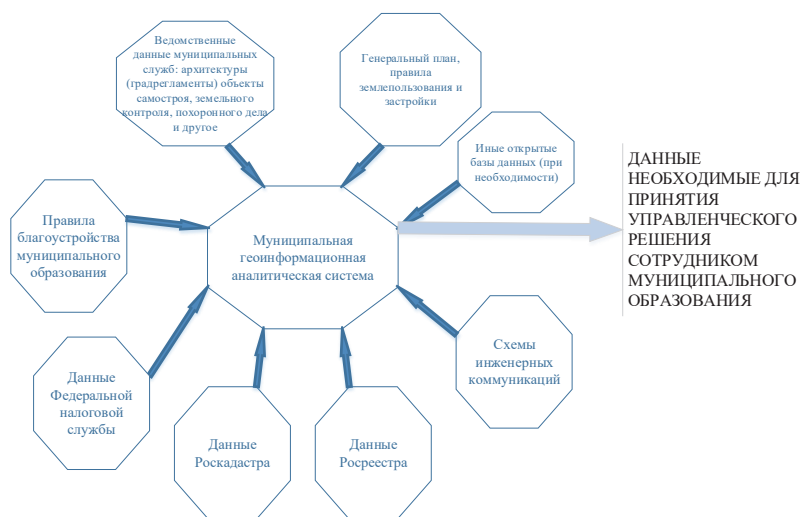 Ведомственные
данные муниципальных
служб: архитектуры
(градрегламенты) объекты
самостроя, земельного
контроля, похоронного дела
и другое
Генеральный план,
правила
землепользования и
застройки
Иные открытые
базы данных (при
необходимости)
ДАННЫЕ
НЕОБХОДИМЫЕ ДЛЯ
ПРИНЯТИЯ
УПРАВЛЕНЧЕСКОГО
РЕШЕНИЯ
СОТРУДНИКОМ
МУНИЦИПАЛЬНОГО
ОБРАЗОВАНИЯ
Правила
благоустройства
муниципального
образования
Муниципальная
геоинформационная
аналитическая система
Схемы
инженерных
коммуникаций
Данные
Федеральной
налоговой
службы
Данные
Роскадастра
Данные
Росреестра